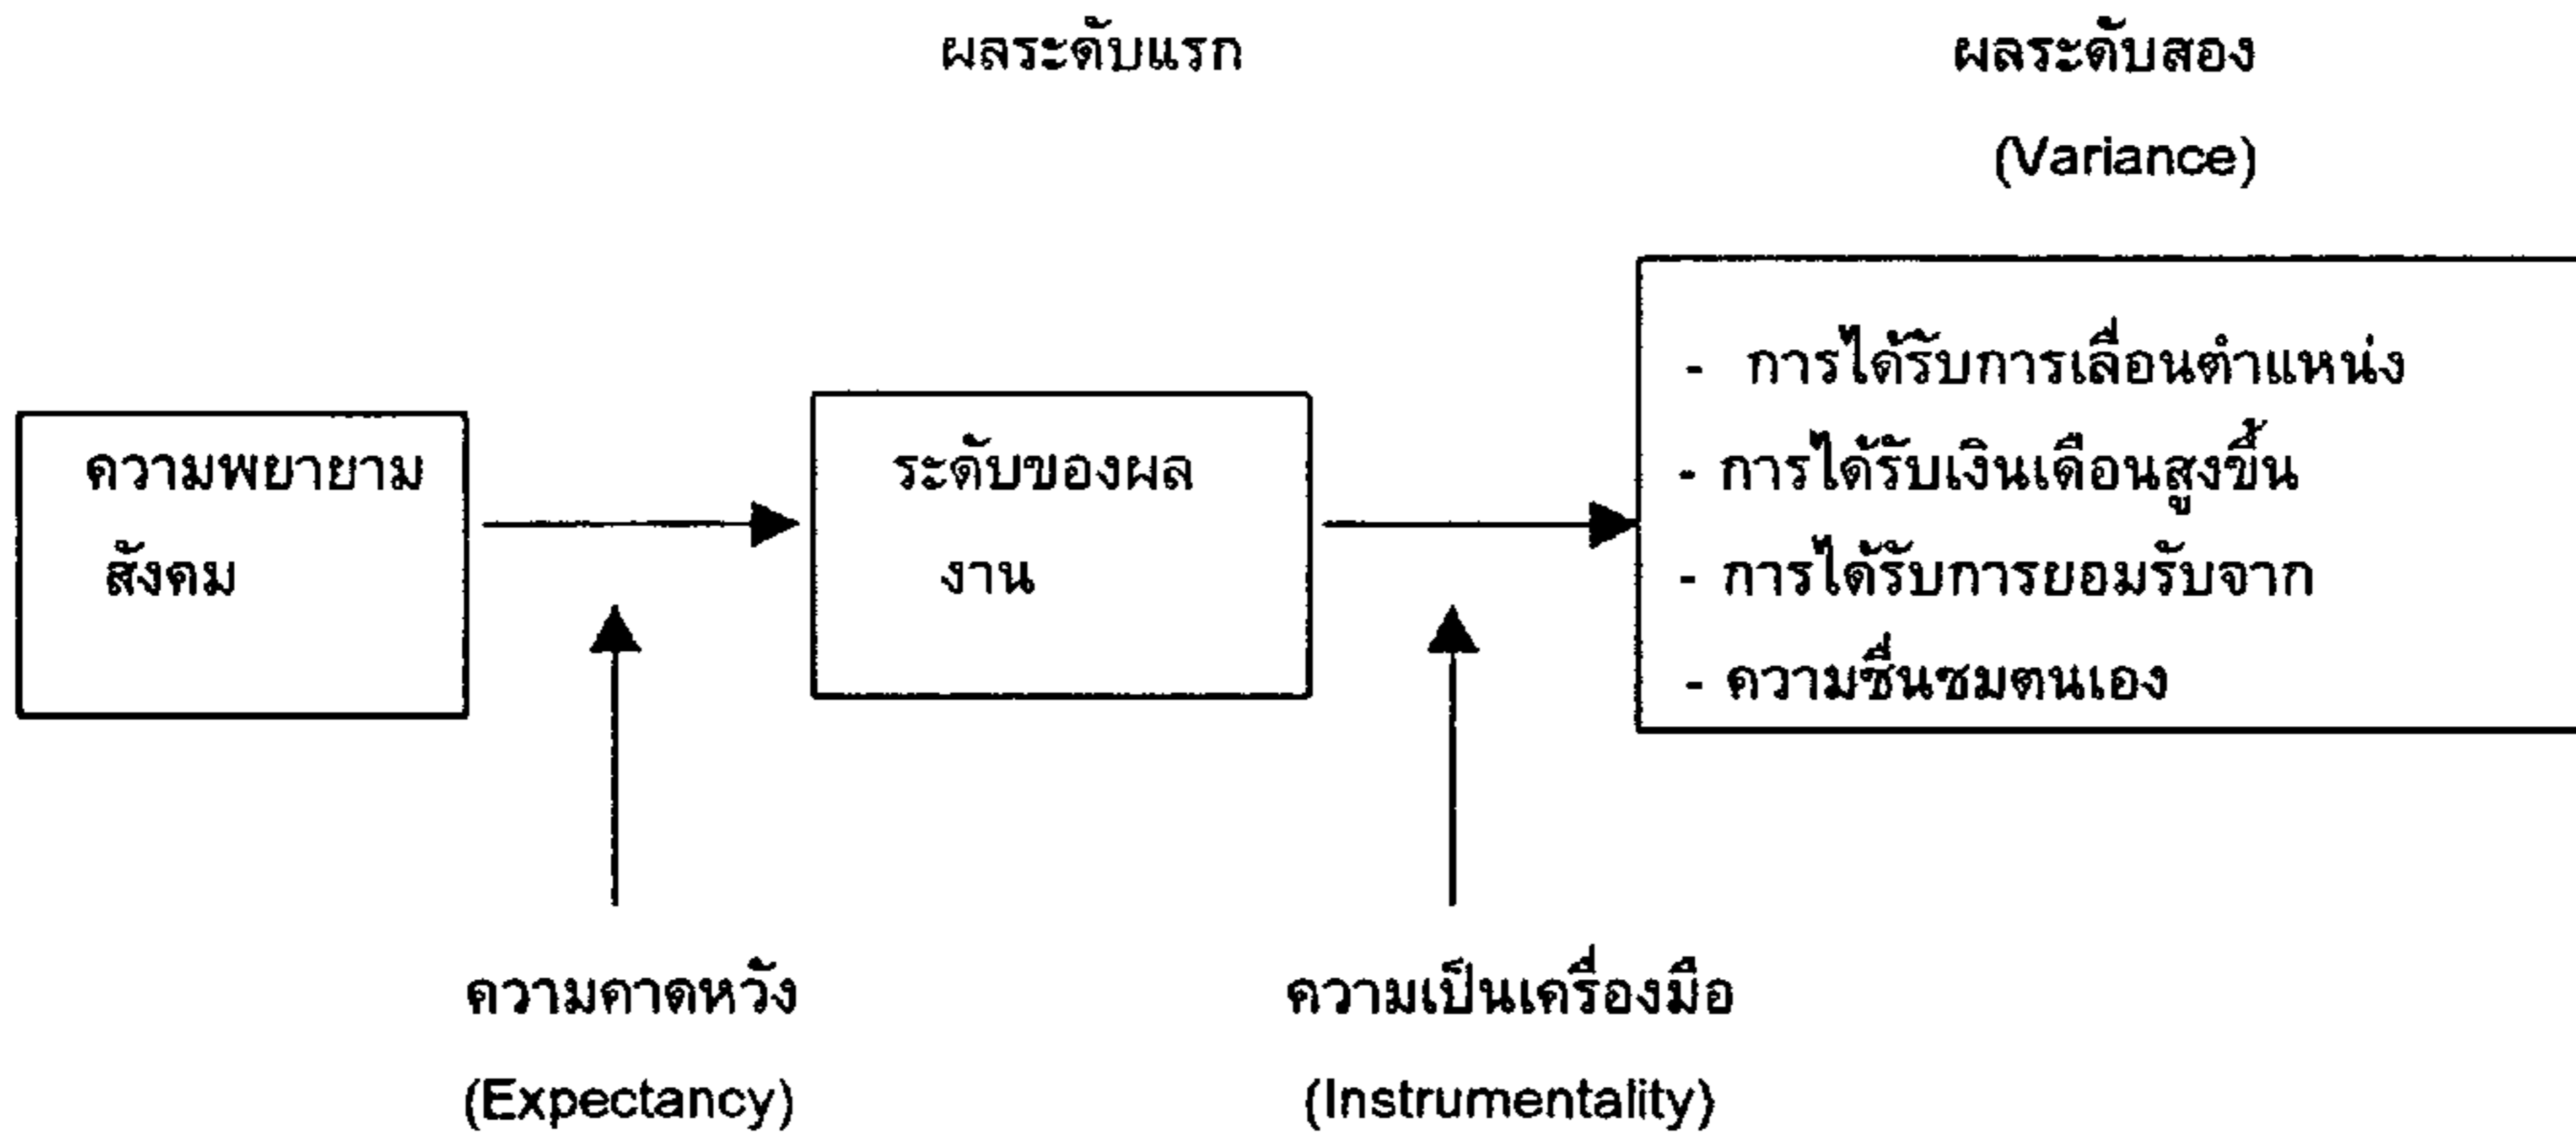 ผลระดับแรก
ผลระดับสอง
(Variance)
ความพยายาม
สังคม
ระดับของผล
งาน
- การได้รับการเลื่อนตำแหน่ง
- การได้รับเงินเดือนสูงขึ้น
- การได้รับการยอมรับจาก
- ความชื่นชมตนเอง
ความคาดหวัง
(Expectancy)
ความเป็นเครื่องมือ
(Instrumentality)